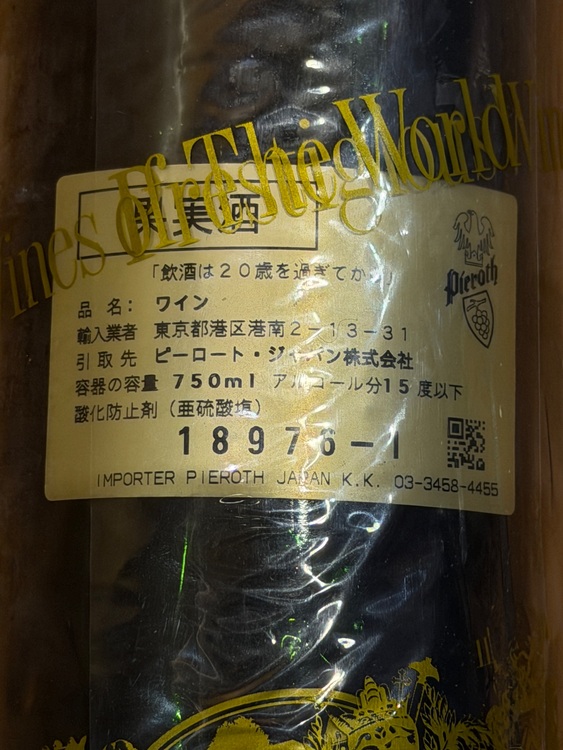 ines of The World
果実酒
「飲酒は２０歳を過ぎてから」
Pieroth
品 名： ワイン
輸入業者 東京都港区港南２－１３－３１
引 取 先 ピーロート・ジャパン株式会社
容器の容量 750ml アルコール分15度以下
酸化防止剤（亜硫酸塩）
18976-1
IMPORTER PIEROTH JAPAN K.K. 03-3458-4455